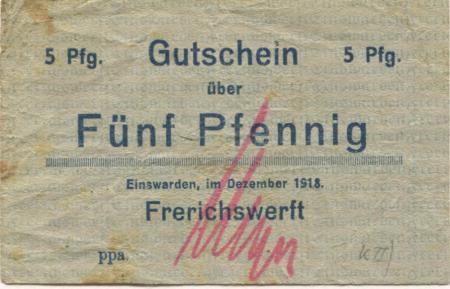 5 Pfg. Gutschein 5 Pfg.
über
Fünf Pfennig
Einswarden, im Dezember 1918.
Frerichswerft
ppa.